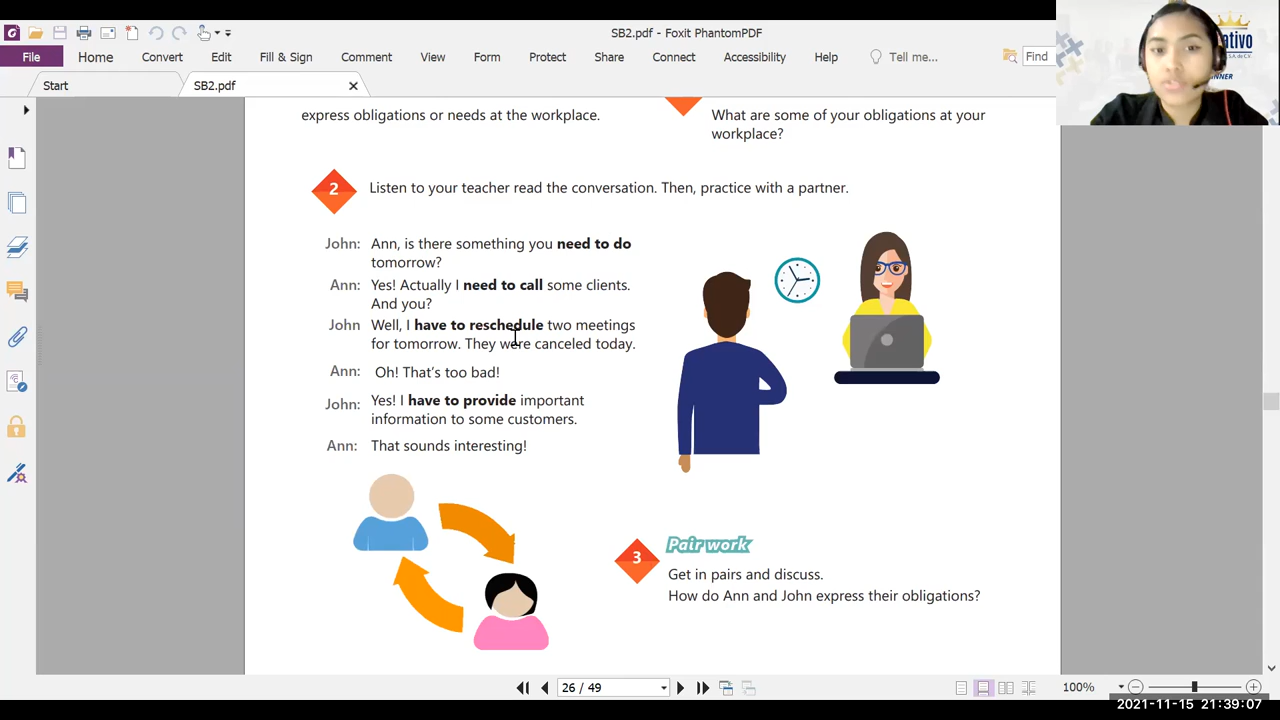 SB2.pdf - Foxit PhantomPDF
File Home Convert Edit Fill & Sign Comment View Form Protect Share Connect Accessibility Help Tell me... Find
Start SB2.pdf
ativo
S.A. de C.V.
express obligations or needs at the workplace.
What are some of your obligations at your
workplace?
2 Listen to your teacher read the conversation. Then, practice with a partner.
John: Ann, is there something you need to do
tomorrow?
Ann: Yes! Actually I need to call some clients.
And you?
John Well, I have to reschedule two meetings
for tomorrow. They were canceled today.
Ann: Oh! That's too bad!
John: Yes! I have to provide important
information to some customers.
Ann: That sounds interesting!
3 Pair work
Get in pairs and discuss.
How do Ann and John express their obligations?
26 / 49
100%
2021-11-15 21:39:07